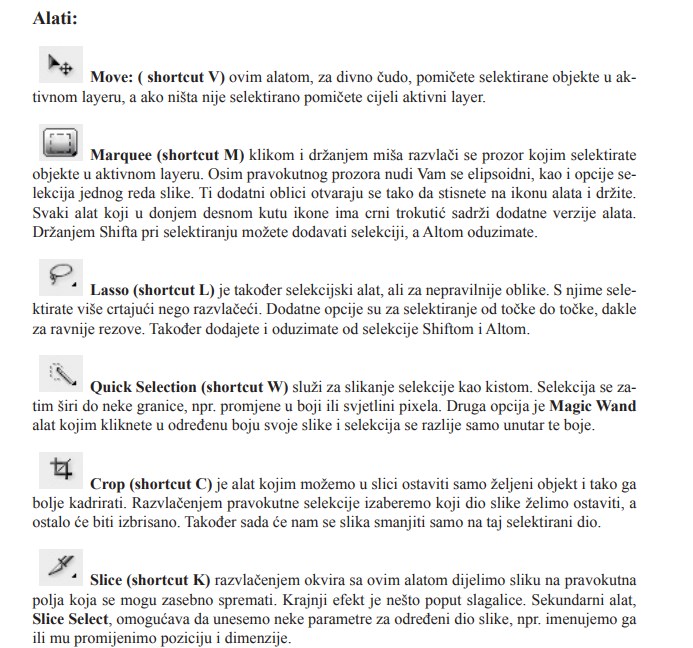 Alati:
Move: ( shortcut V) ovim alatom, za divno čudo, pomičete selektirane objekte u ak-
tivnom layeru, a ako ništa nije selektirano pomičete cijeli aktivni layer.
Marquee (shortcut M) klikom i držanjem miša razvlači se prozor kojim selektirate
objekte u aktivnom layeru. Osim pravokutnog prozora nudi Vam se elipsoidni, kao i opcije se-
lekcija jednog reda slike. Ti dodatni oblici otvaraju se tako da stisnete na ikonu alata i držite.
Svaki alat koji u donjem desnom kutu ikone ima crni trokutić sadrži dodatne verzije alata.
Držanjem Shifta pri selektiranju možete dodavati selekciji, a Altom oduzimate.
Lasso (shortcut L) je također selekcijski alat, ali za nepravilnije oblike. S njime sele-
ktirate više crtajući nego razvlačeći. Dodatne opcije su za selektiranje od točke do točke, dakle
za ravnije rezove. Također dodajete i oduzimate od selekcije Shiftom i Altom.
Quick Selection (shortcut W) služi za slikanje selekcije kao kistom. Selekcija se za-
tim širi do neke granice, npr. promjene u boji ili svjetlini pixela. Druga opcija je Magic Wand
alat kojim kliknete u određenu boju svoje slike i selekcija se razlije samo unutar te boje.
Crop (shortcut C) je alat kojim možemo u slici ostaviti samo željeni objekt i tako ga
bolje kadrirati. Razvlačenjem pravokutne selekcije izaberemo koji dio slike želimo ostaviti, a
ostalo će biti izbrisano. Također sada će nam se slika smanjiti samo na taj selektirani dio.
Slice (shortcut K) razvlačenjem okvira sa ovim alatom dijelimo sliku na pravokutna
polja koja se mogu zasebno spremati. Krajnji efekt je nešto poput slagalice. Sekundarni alat,
Slice Select, omogućava da unesemo neke parametre za određeni dio slike, npr. imenujemo ga
ili mu promijenimo poziciju i dimenzije.